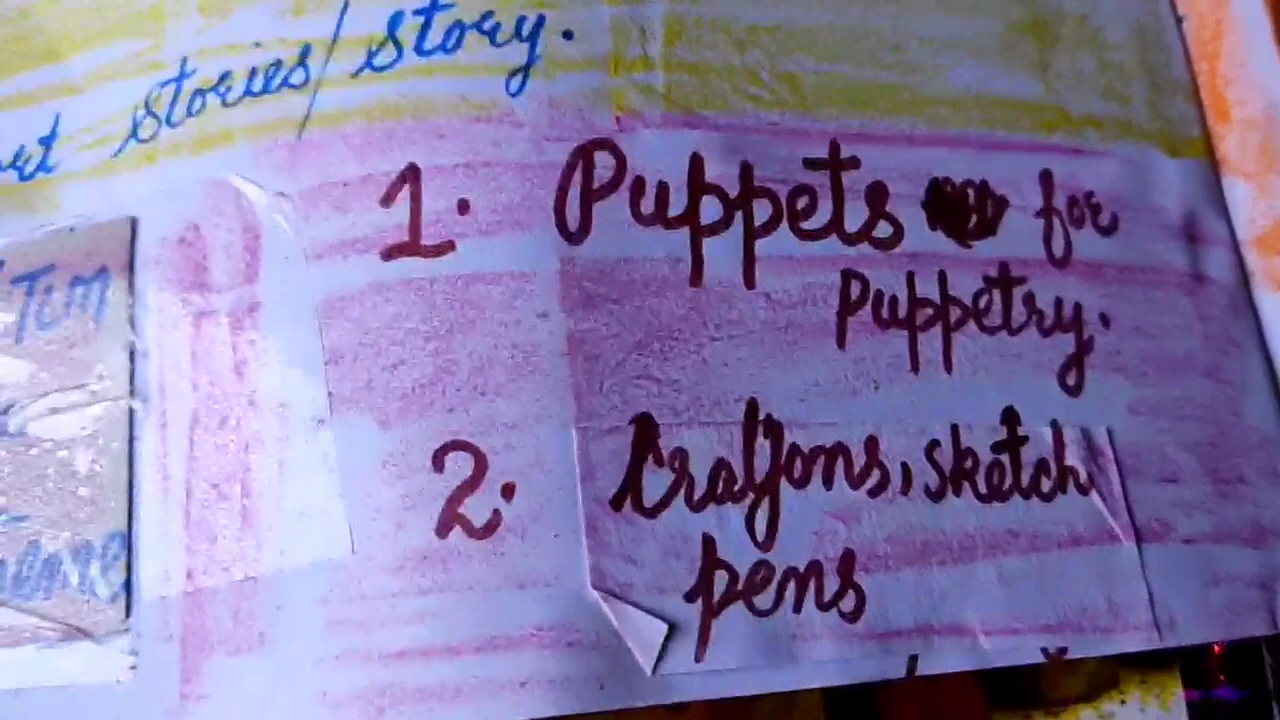 stories/story.
1. Puppets for
Puppetry.
2. Crayons, sketch
pens